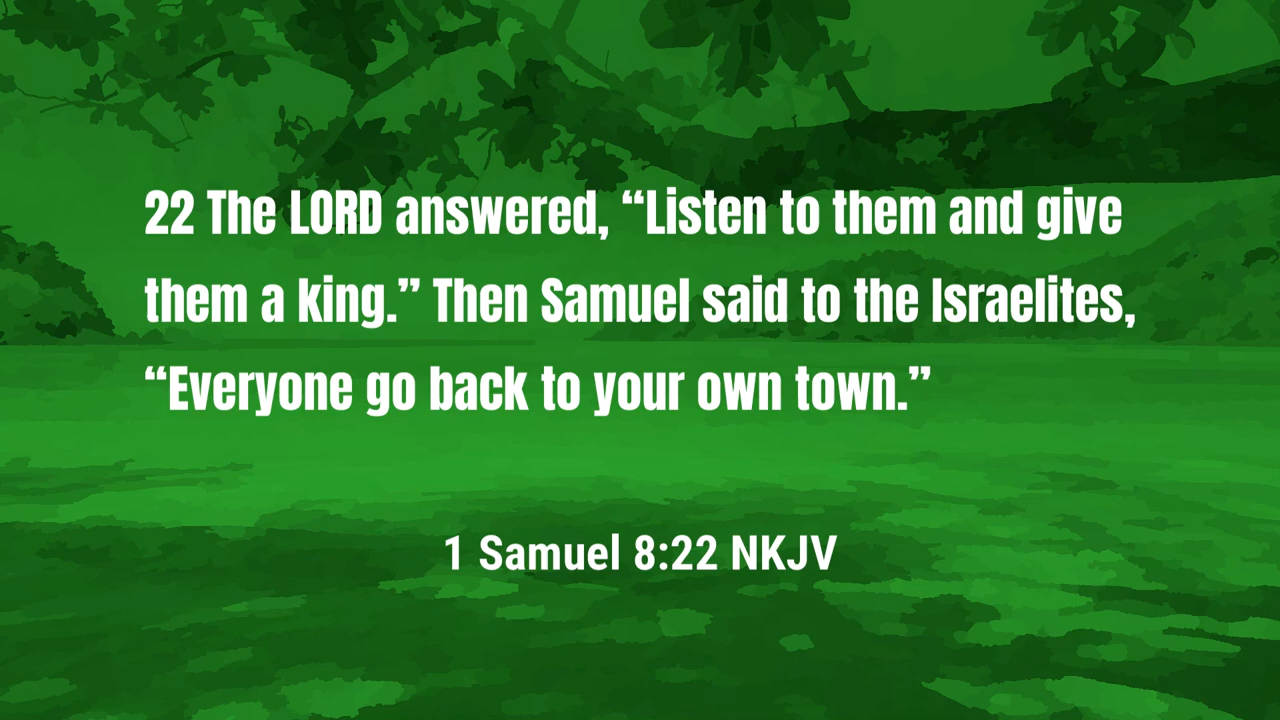 22 The LORD answered, “Listen to them and give
them a king.” Then Samuel said to the Israelites,
“Everyone go back to your own town.”
1 Samuel 8:22 NKJV